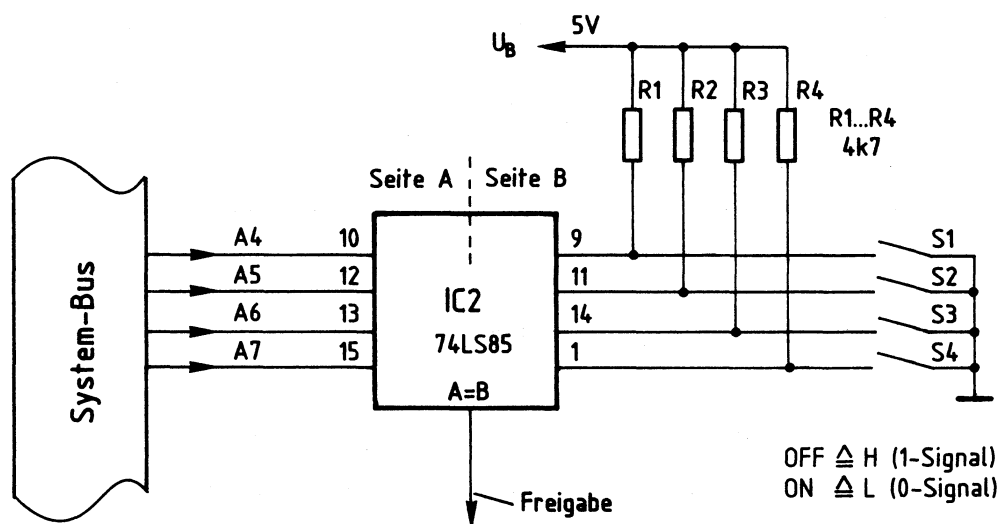 5V
U_B
R1
R2
R3
R4
R1...R4
4k7
Seite A
Seite B
A4
10
9
S1
A5
12
11
S2
A6
13
14
S3
A7
15
1
S4
System-Bus
IC2
74LS85
A=B
Freigabe
OFF ≙ H (1-Signal)
ON ≙ L (0-Signal)